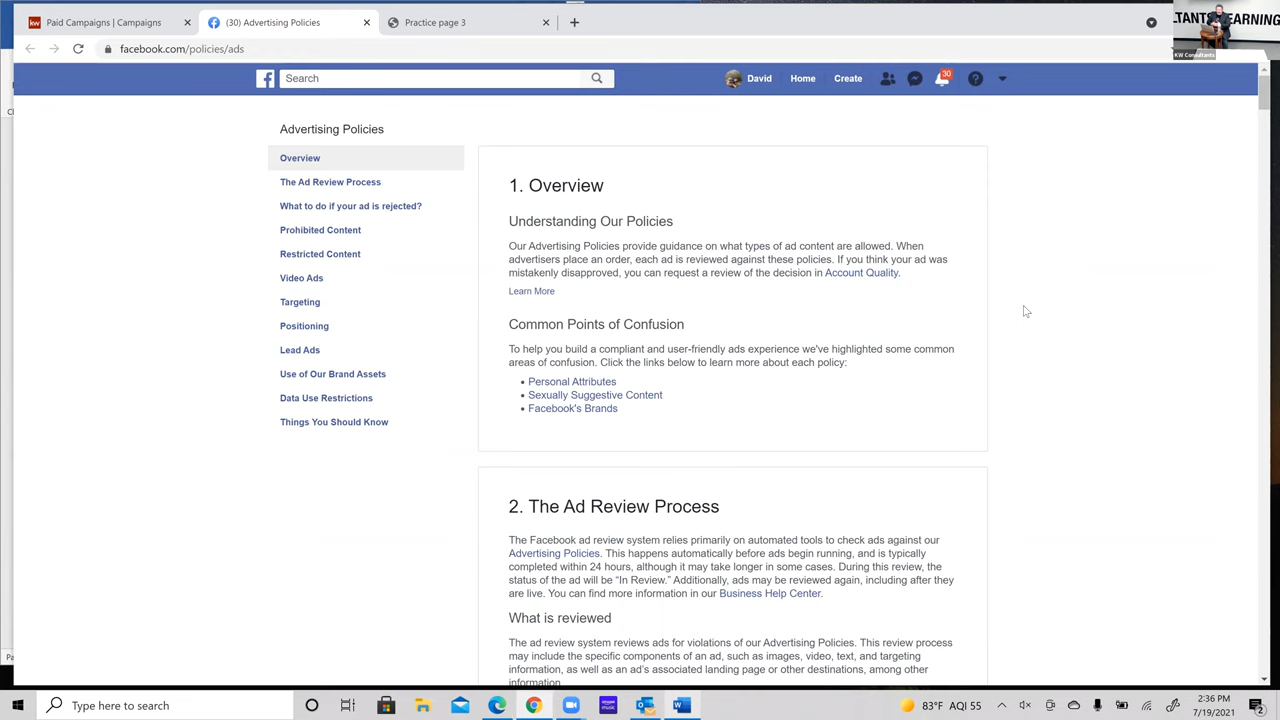 Paid Campaigns | Campaigns
(30) Advertising Policies
Practice page 3
LTANTS EARNING
KW Consultants
facebook.com/policies/ads
Search
David
Home
Create
30
Advertising Policies
Overview
The Ad Review Process
What to do if your ad is rejected?
Prohibited Content
Restricted Content
Video Ads
Targeting
Positioning
Lead Ads
Use of Our Brand Assets
Data Use Restrictions
Things You Should Know
1. Overview
Understanding Our Policies
Our Advertising Policies provide guidance on what types of ad content are allowed. When
advertisers place an order, each ad is reviewed against these policies. If you think your ad was
mistakenly disapproved, you can request a review of the decision in Account Quality.
Learn More
Common Points of Confusion
To help you build a compliant and user-friendly ads experience we've highlighted some common
areas of confusion. Click the links below to learn more about each policy:
• Personal Attributes
• Sexually Suggestive Content
• Facebook's Brands
2. The Ad Review Process
The Facebook ad review system relies primarily on automated tools to check ads against our
Advertising Policies. This happens automatically before ads begin running, and is typically
completed within 24 hours, although it may take longer in some cases. During this review, the
status of the ad will be “In Review.” Additionally, ads may be reviewed again, including after they
are live. You can find more information in our Business Help Center.
What is reviewed
The ad review system reviews ads for violations of our Advertising Policies. This review process
may include the specific components of an ad, such as images, video, text, and targeting
information, as well as an ad's associated landing page or other destinations, among other
information.
Type here to search
83°F AQI 55
2:36 PM
7/19/2021
2